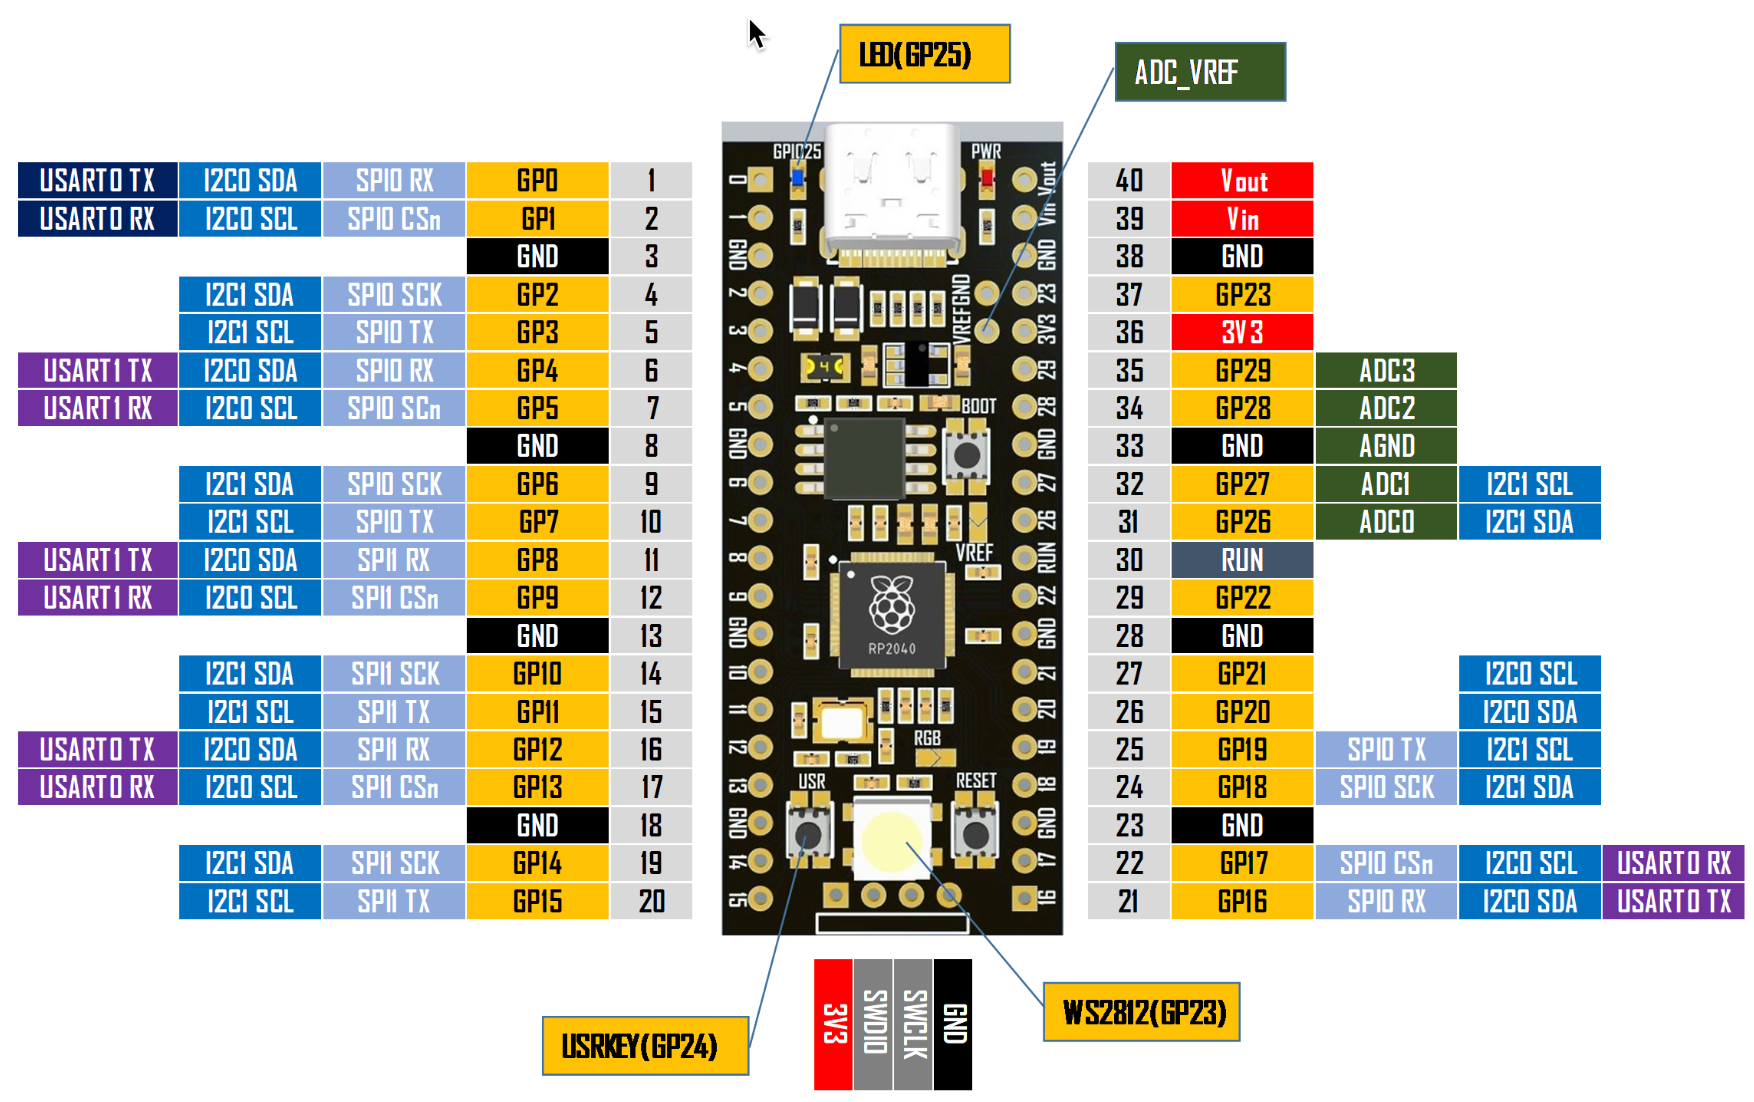 LED(GP25)
ADC_VREF
USART0 TX I2C0 SDA SPI0 RX GP0 1
USART0 RX I2C0 SCL SPI0 CSn GP1 2
GND 3
I2C1 SDA SPI0 SCK GP2 4
I2C1 SCL SPI0 TX GP3 5
USART1 TX I2C0 SDA SPI0 RX GP4 6
USART1 RX I2C0 SCL SPI0 SCn GP5 7
GND 8
I2C1 SDA SPI0 SCK GP6 9
I2C1 SCL SPI0 TX GP7 10
USART1 TX I2C0 SDA SPI1 RX GP8 11
USART1 RX I2C0 SCL SPI1 CSn GP9 12
GND 13
I2C1 SDA SPI1 SCK GP10 14
I2C1 SCL SPI1 TX GP11 15
USART0 TX I2C0 SDA SPI1 RX GP12 16
USART0 RX I2C0 SCL SPI1 CSn GP13 17
GND 18
I2C1 SDA SPI1 SCK GP14 19
I2C1 SCL SPI1 TX GP15 20
GPIO25
PWR
0
1
GND
2
3
4
5
GND
6
7
8
9
GND
10
11
12
13
GND
14
15
VREF GND
4
BOOT
VREF
RP2040
RGB
USR
RESET
Vout
Vin
GND
23
3V3
29
28
GND
27
26
RUN
22
GND
21
20
19
18
GND
17
16
40 Vout
39 Vin
38 GND
37 GP23
36 3V3
35 GP29 ADC3
34 GP28 ADC2
33 GND AGND
32 GP27 ADC1 I2C1 SCL
31 GP26 ADC0 I2C1 SDA
30 RUN
29 GP22
28 GND
27 GP21 I2C0 SCL
26 GP20 I2C0 SDA
25 GP19 SPI0 TX I2C1 SCL
24 GP18 SPI0 SCK I2C1 SDA
23 GND
22 GP17 SPI0 CSn I2C0 SCL USART0 RX
21 GP16 SPI0 RX I2C0 SDA USART0 TX
3V3
SWDIO
SWCLK
GND
USRKEY(GP24)
WS2812(GP23)